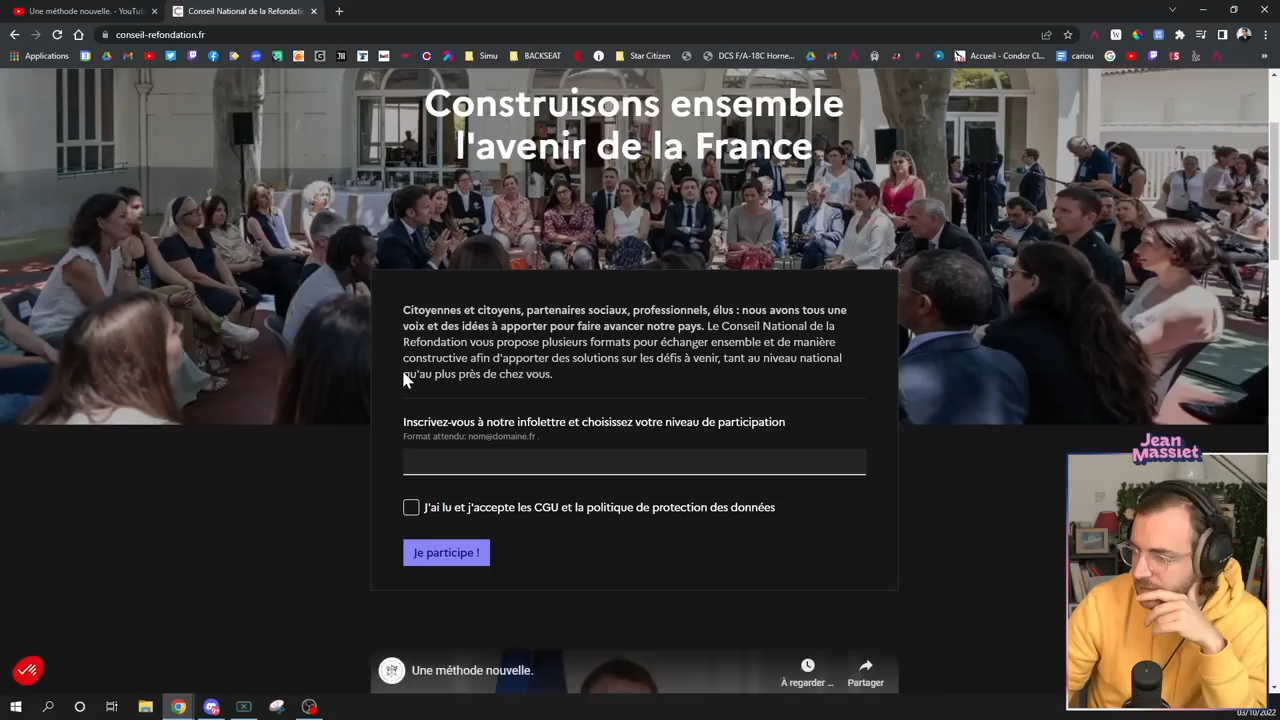 Une méthode nouvelle. - YouTu
Conseil National de la Refondati
conseil-refondation.fr
Applications
Simu
BACKSEAT
Star Citizen
DCS F/A-18C Horne...
Accueil - Condor Cl...
cariou
Construisons ensemble
l'avenir de la France
Citoyennes et citoyens, partenaires sociaux, professionnels, élus : nous avons tous une
voix et des idées à apporter pour faire avancer notre pays. Le Conseil National de la
Refondation vous propose plusieurs formats pour échanger ensemble et de manière
constructive afin d'apporter des solutions sur les défis à venir, tant au niveau national
qu'au plus près de chez vous.
Inscrivez-vous à notre infolettre et choisissez votre niveau de participation
Format attendu: nom@domaine.fr .
J'ai lu et j'accepte les CGU et la politique de protection des données
Je participe !
Jean
Massiet
Une méthode nouvelle.
À regarder ...
Partager
03/10/2022